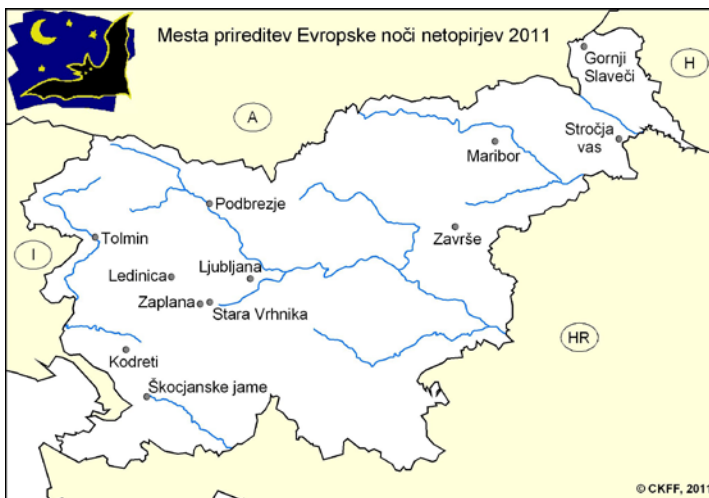 Mesta prireditev Evropske noči netopirjev 2011
Gornji
Slaveči
H
A
Stročja
vas
Maribor
Podbrezje
Završe
Tolmin
I
Ledinica
Ljubljana
Zaplana
Stara Vrhnika
HR
Kodreti
Škocjanske jame
© CKFF, 2011